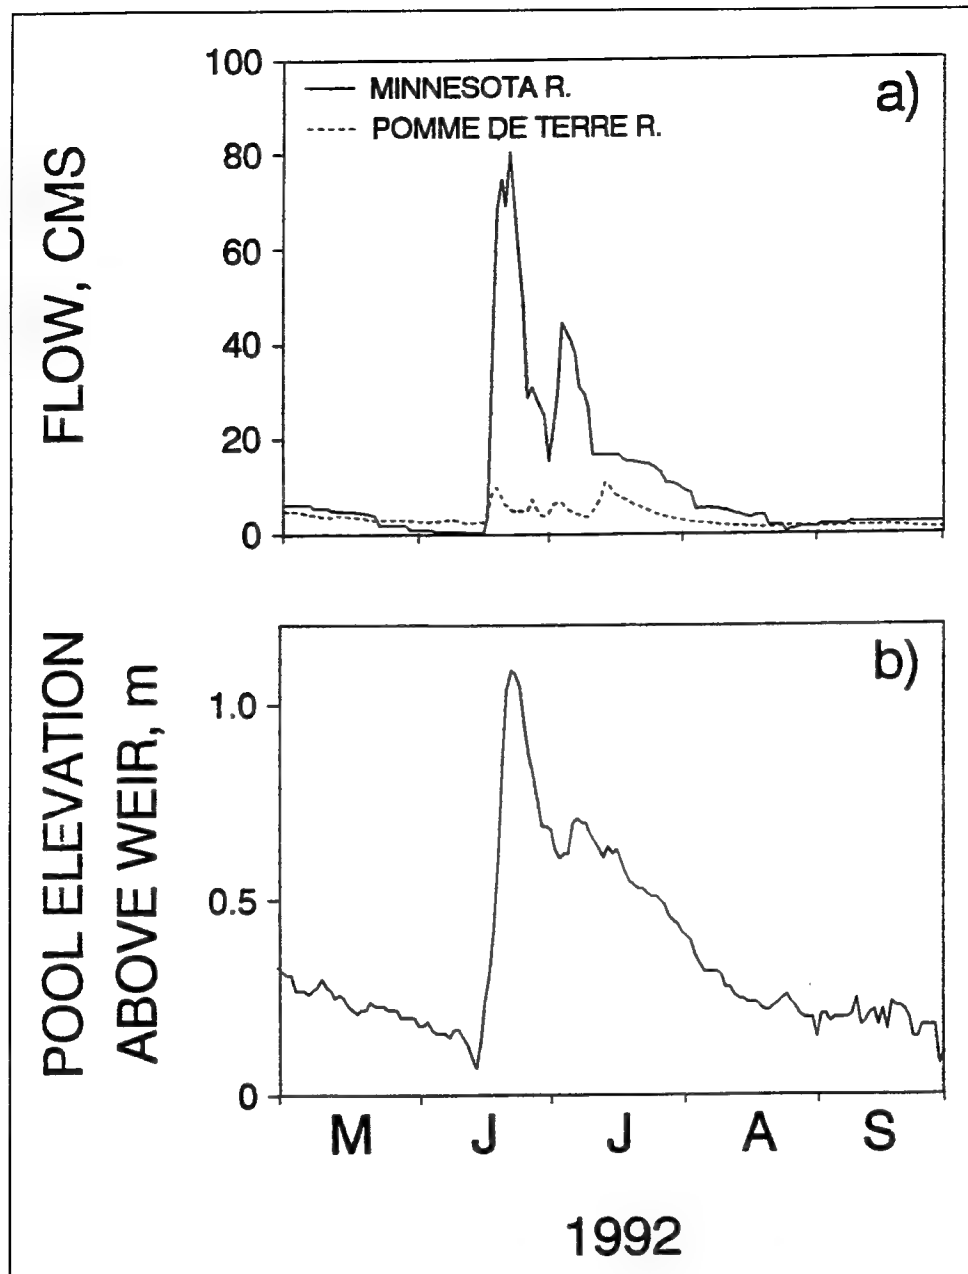 a)
MINNESOTA R.
POMME DE TERRE R.
FLOW, CMS
100
80
60
40
20
0
b)
POOL ELEVATION
ABOVE WEIR, m
1.0
0.5
0
M J J A S
1992